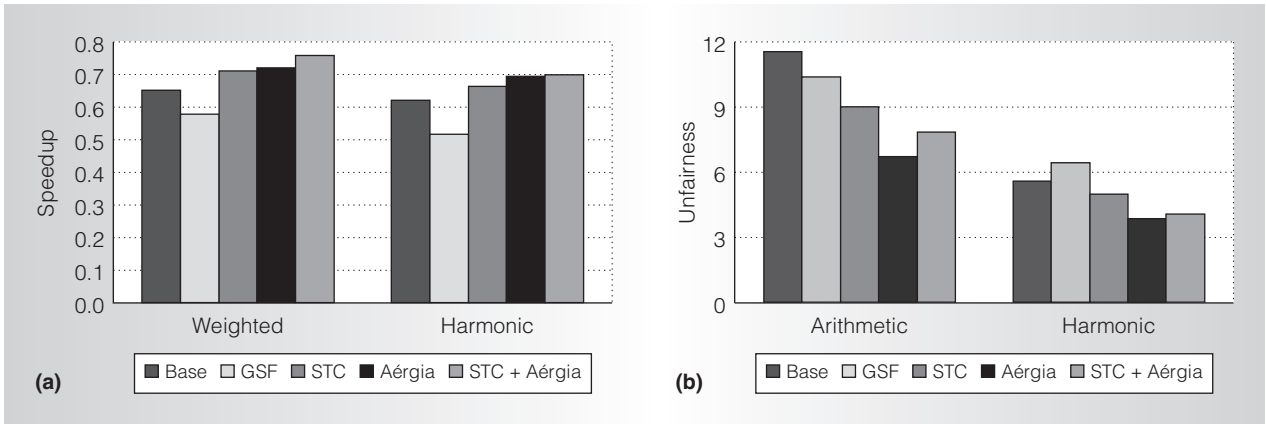 Speedup
0.8
0.7
0.6
0.5
0.4
0.3
0.2
0.1
0.0
Weighted Harmonic
(a)
Base GSF STC Aérgia STC + Aérgia
Unfairness
12
9
6
3
0
Arithmetic Harmonic
(b)
Base GSF STC Aérgia STC + Aérgia